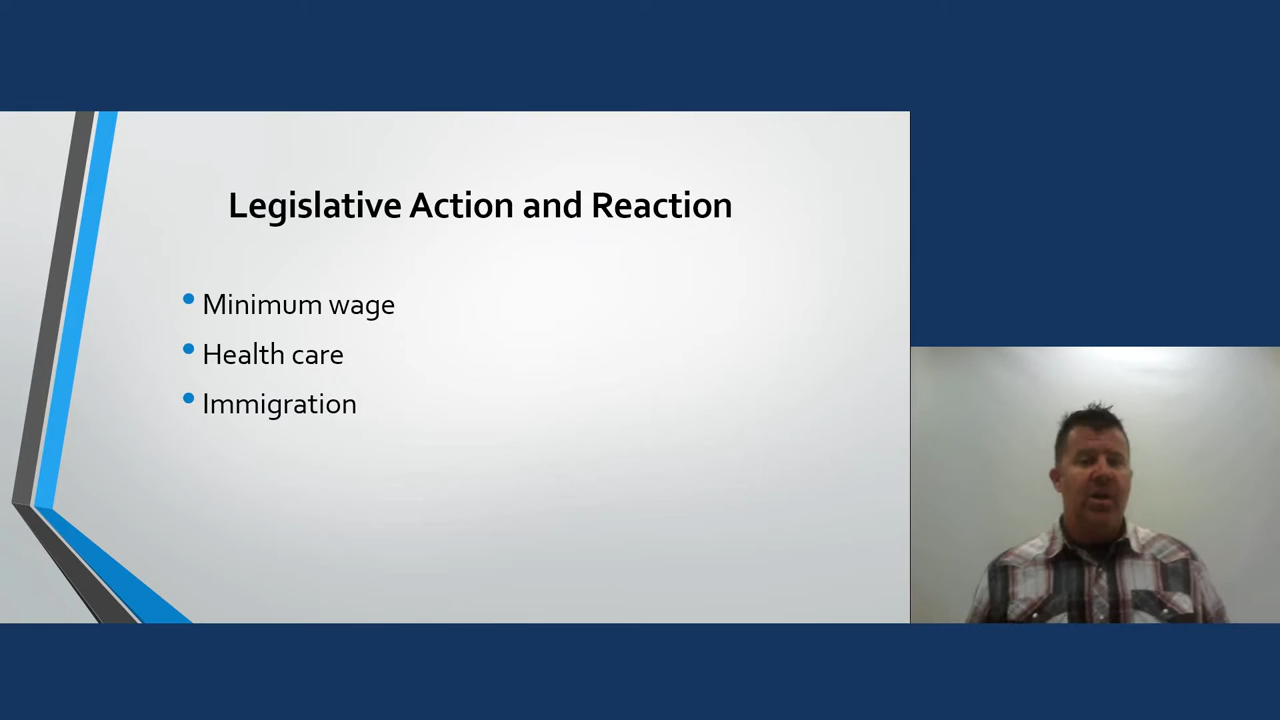 Legislative Action and Reaction
Minimum wage
Health care
Immigration